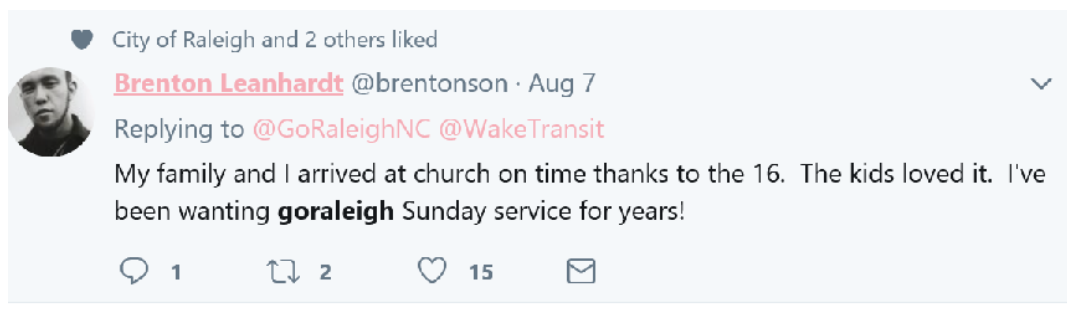 City of Raleigh and 2 others liked
Brenton Leanhardt @brentonson · Aug 7
Replying to @GoRaleighNC @WakeTransit
My family and I arrived at church on time thanks to the 16.  The kids loved it.  I've
been wanting goraleigh Sunday service for years!
1 2 15